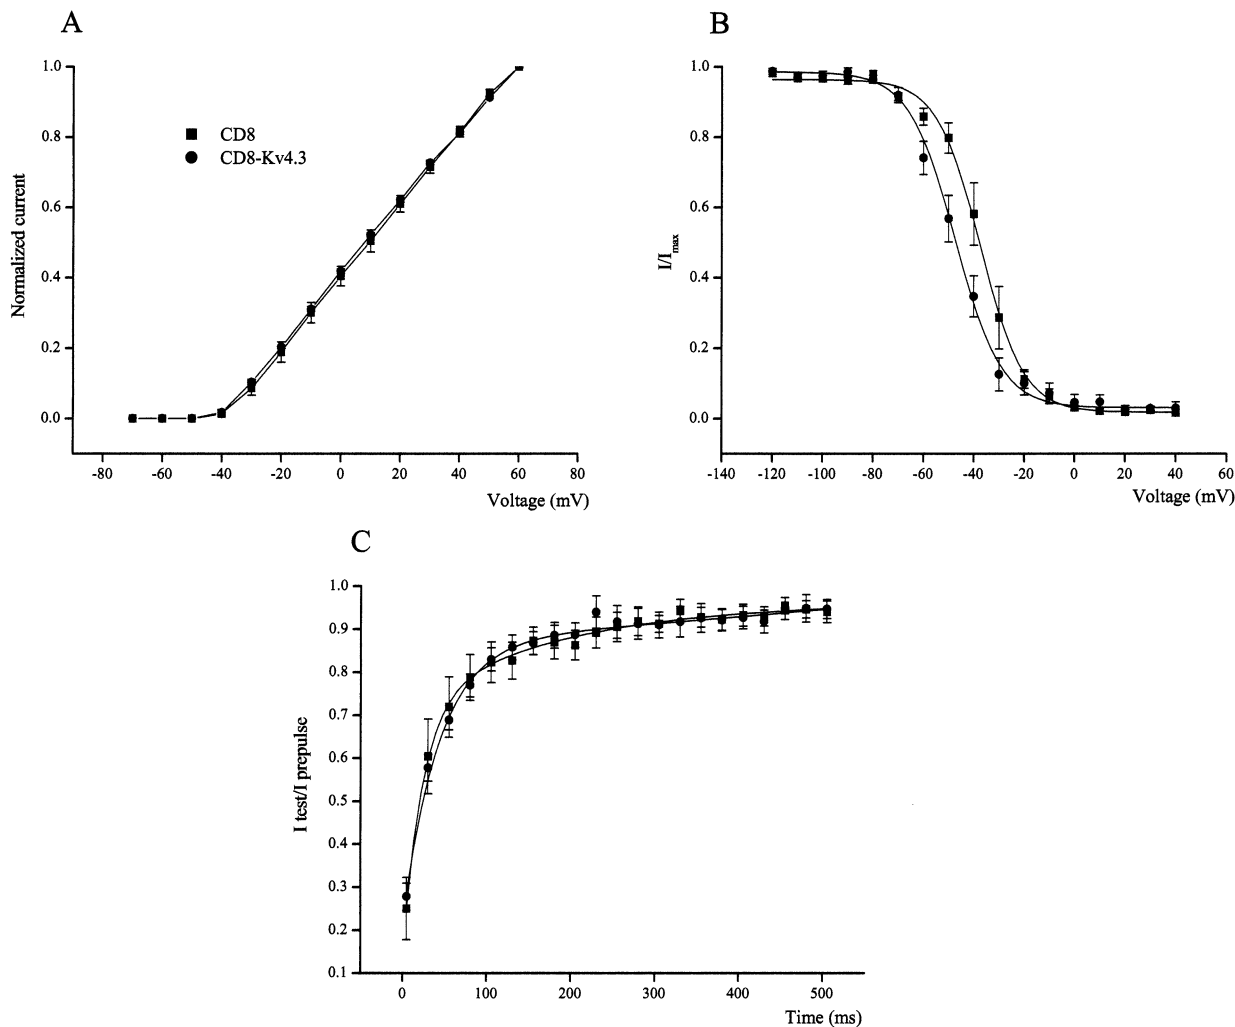 A
1.0
0.8
0.6
0.4
0.2
0.0
Normalized current
CD8
CD8-Kv4.3
-80 -60 -40 -20 0 20 40 60 80
Voltage (mV)
B
1.0
0.8
0.6
0.4
0.2
0.0
I/Imax
-140 -120 -100 -80 -60 -40 -20 0 20 40 60
Voltage (mV)
C
1.0
0.9
0.8
0.7
0.6
0.5
0.4
0.3
0.2
0.1
I test/I prepulse
0 100 200 300 400 500
Time (ms)